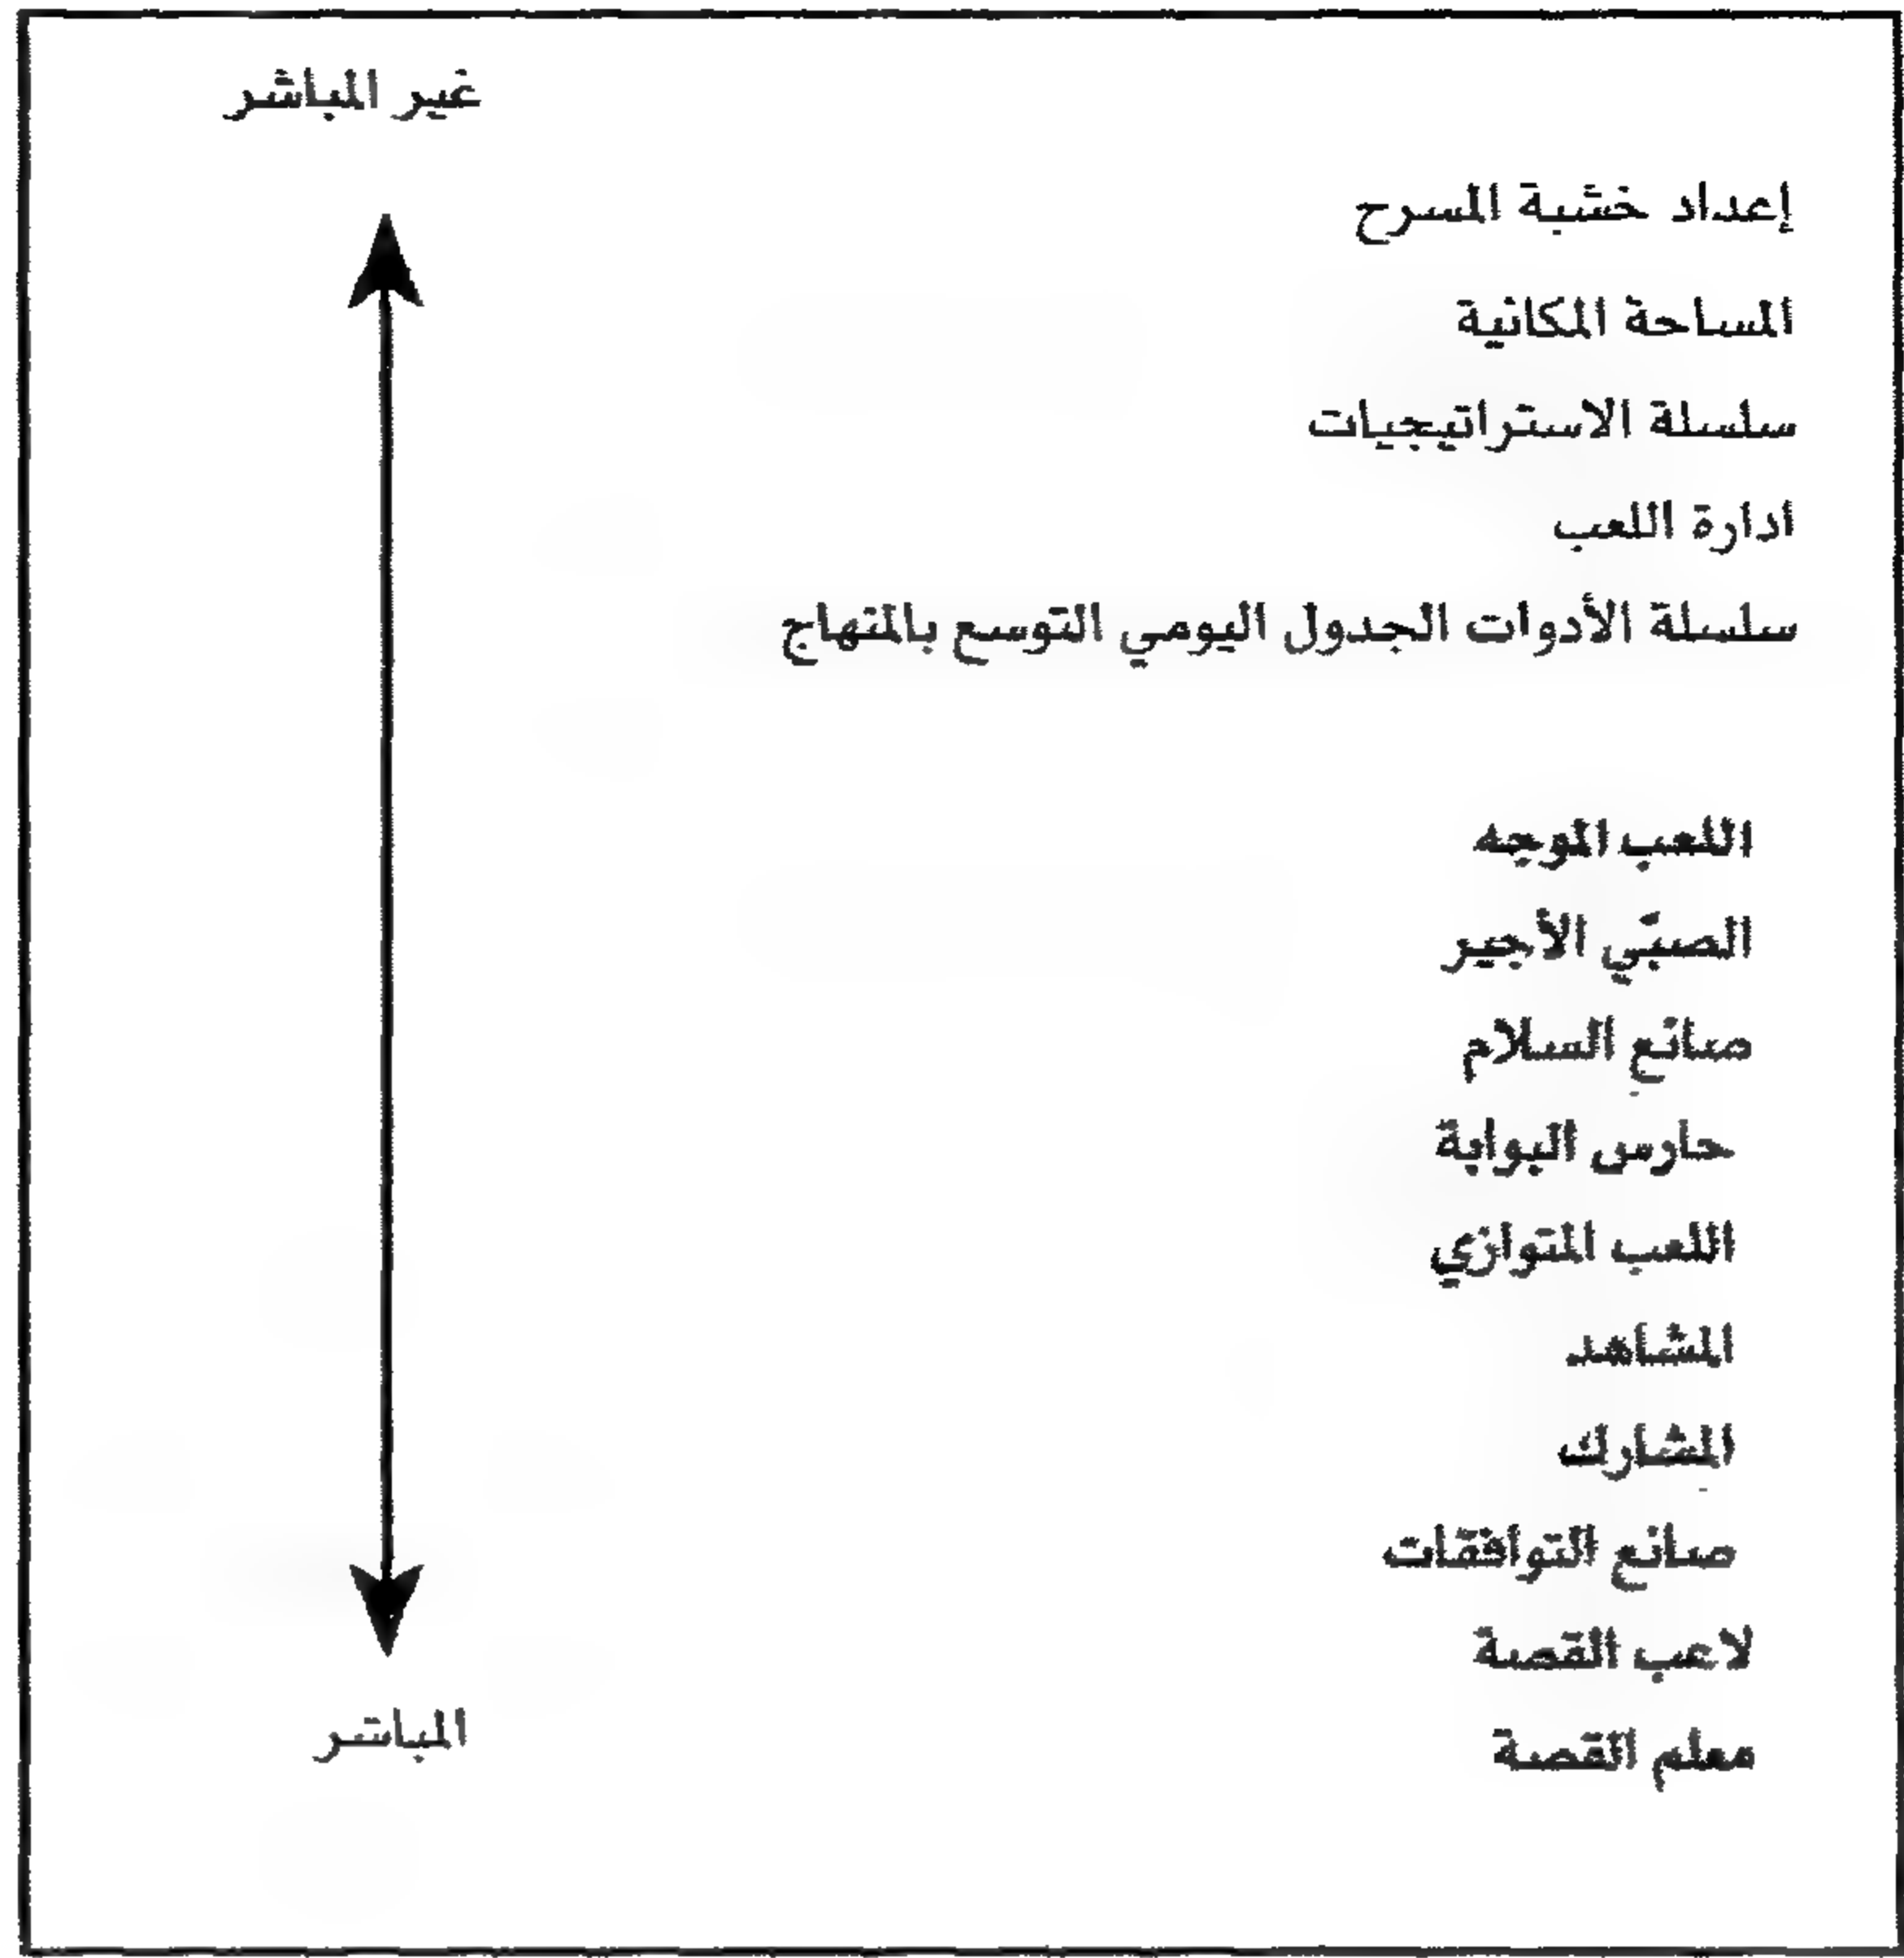 غير المباشر
إعداد خشبة المسرح
المساحة المكانية
سلسلة الاستراتيجيات
ادارة اللعب
سلسلة الأدوات الجدول اليومي التوسع بالمنهاج
اللعب الموجه
الصبّي الأجير
صانع السلام
حارس البوابة
اللعب المتوازي
المشاهد
المشارك
صانع التوافقات
لاعب القصة
معلم القصة
المباشر